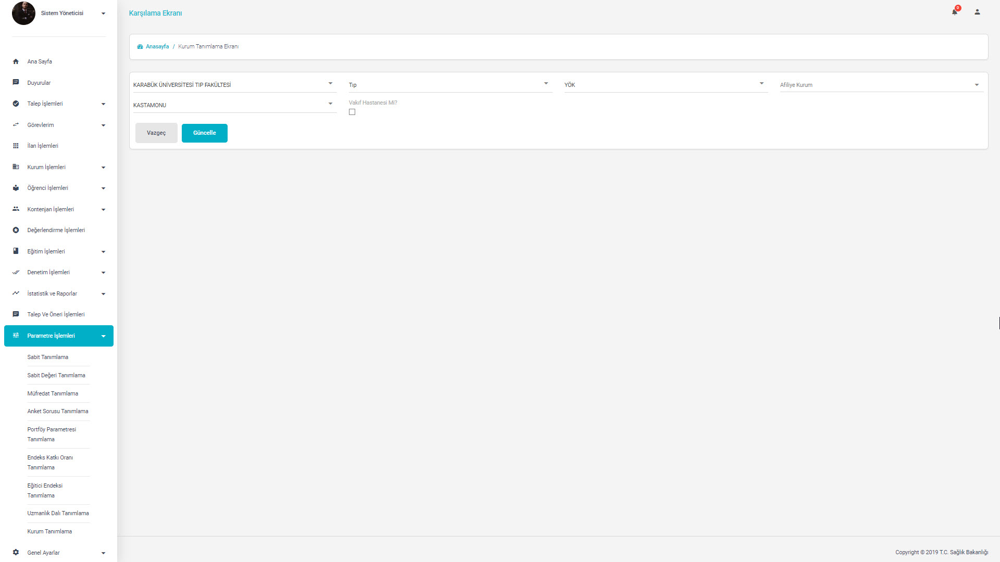 Sistem Yöneticisi
Ana Sayfa
Duyurular
Talep İşlemleri
Görevlerim
İlan İşlemleri
Kurum İşlemleri
Öğrenci İşlemleri
Kontenjan İşlemleri
Değerlendirme İşlemleri
Eğitim İşlemleri
Denetim İşlemleri
İstatistik ve Raporlar
Talep Ve Öneri İşlemleri
Parametre İşlemleri
Sabit Tanımlama
Sabit Değeri Tanımlama
Müfredat Tanımlama
Anket Sorusu Tanımlama
Portföy Parametresi
Tanımlama
Endeks Katkı Oranı
Tanımlama
Eğitici Endeksi
Tanımlama
Uzmanlık Dalı Tanımlama
Kurum Tanımlama
Genel Ayarlar
Karşılama Ekranı
0
Anasayfa / Kurum Tanımlama Ekranı
KARABÜK ÜNİVERSİTESİ TIP FAKÜLTESİ
Tıp
YÖK
Afiliye Kurum
KASTAMONU
Vakıf Hastanesi Mi?
Vazgeç
Güncelle
Copyright © 2019 T.C. Sağlık Bakanlığı